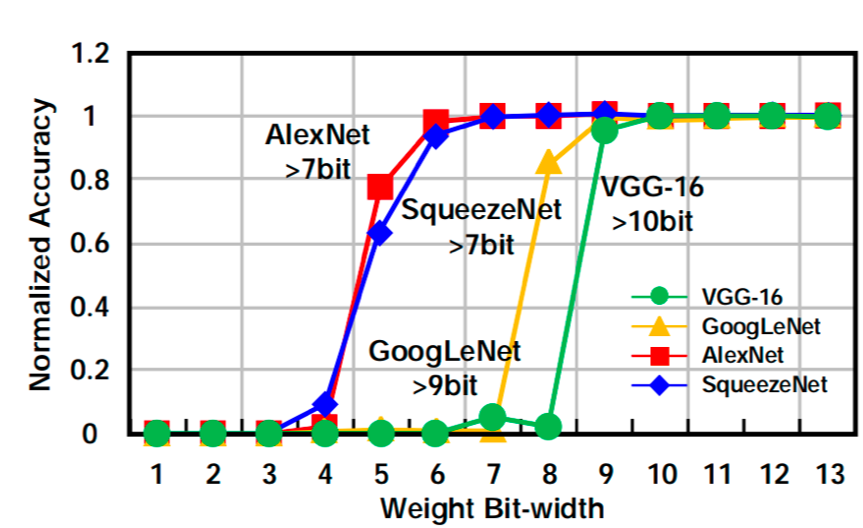 1.2
1
0.8
0.6
0.4
0.2
0
Normalized Accuracy
AlexNet
>7bit
SqueezeNet
>7bit
VGG-16
>10bit
GoogLeNet
>9bit
VGG-16
GoogLeNet
AlexNet
SqueezeNet
1 2 3 4 5 6 7 8 9 10 11 12 13
Weight Bit-width